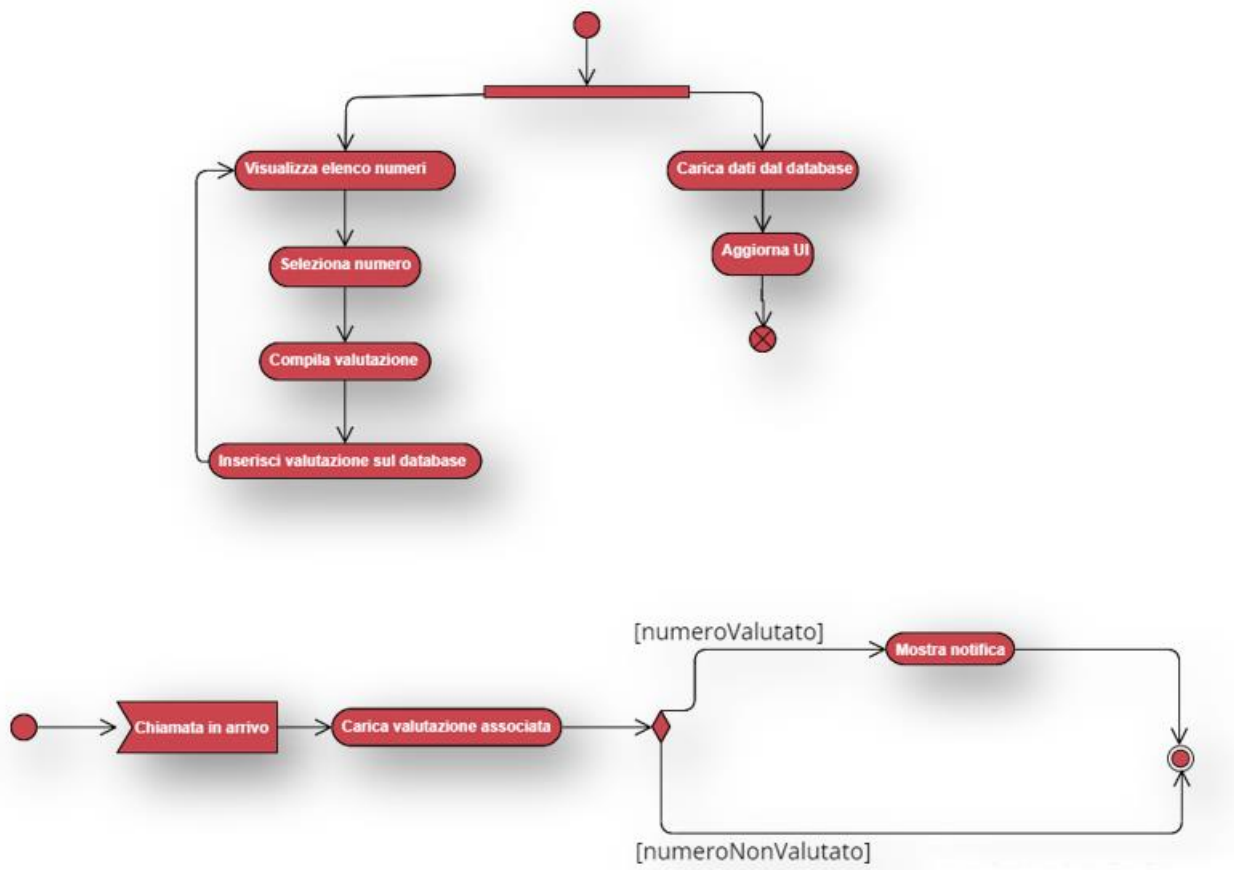 Visualizza elenco numeri
Carica dati dal database
Seleziona numero
Aggiorna UI
Compila valutazione
Inserisci valutazione sul database
[numeroValutato]
Mostra notifica
Chiamata in arrivo
Carica valutazione associata
[numeroNonValutato]